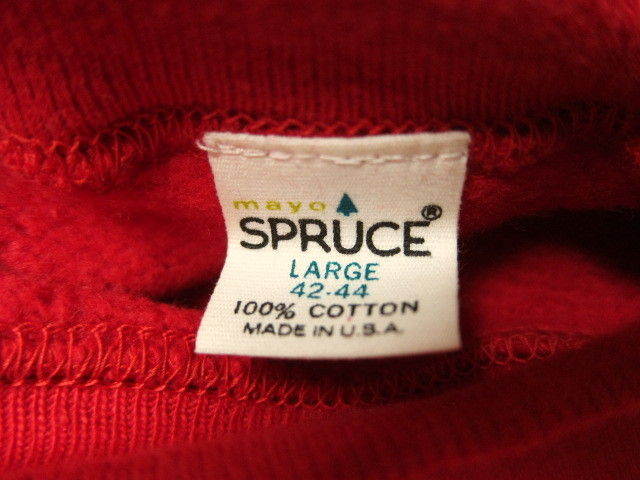 mayo
SPRUCE®
LARGE
42-44
100% COTTON
MADE IN U.S.A.